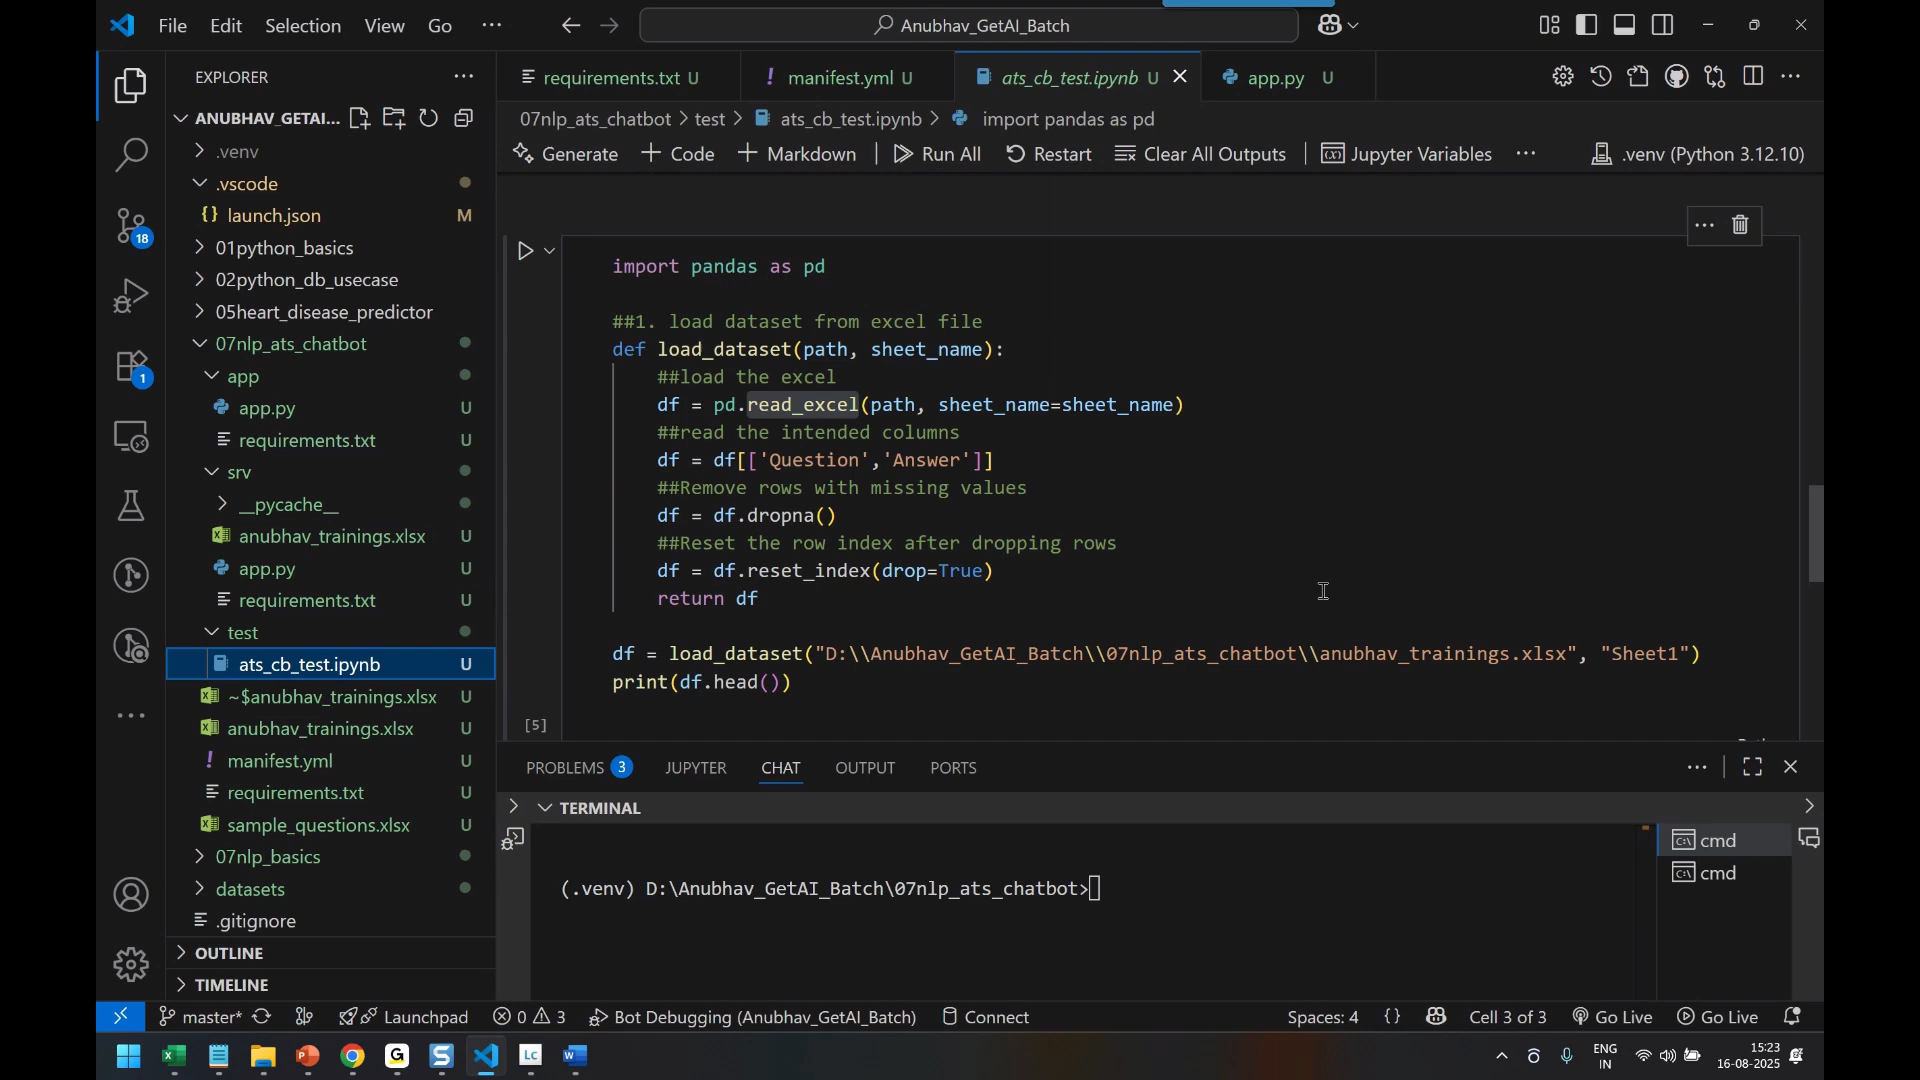 File Edit Selection View Go ··· Anubhav_GetAI_Batch
EXPLORER ···
ANUBHAV_GETAI...
.venv
.vscode
launch.json M
01python_basics
02python_db_usecase
05heart_disease_predictor
07nlp_ats_chatbot
app
app.py U
requirements.txt U
srv
__pycache__
anubhav_trainings.xlsx U
app.py U
requirements.txt U
test
ats_cb_test.ipynb U
~$anubhav_trainings.xlsx U
anubhav_trainings.xlsx U
manifest.yml U
requirements.txt U
sample_questions.xlsx U
07nlp_basics
datasets
.gitignore
OUTLINE
TIMELINE
18
1
requirements.txt U ! manifest.yml U ats_cb_test.ipynb U app.py U
07nlp_ats_chatbot > test > ats_cb_test.ipynb > import pandas as pd
Generate + Code + Markdown Run All Restart Clear All Outputs Jupyter Variables ··· .venv (Python 3.12.10)
import pandas as pd
##1. load dataset from excel file
def load_dataset(path, sheet_name):
##load the excel
df = pd.read_excel(path, sheet_name=sheet_name)
##read the intended columns
df = df[['Question','Answer']]
##Remove rows with missing values
df = df.dropna()
##Reset the row index after dropping rows
df = df.reset_index(drop=True)
return df
df = load_dataset("D:\\Anubhav_GetAI_Batch\\07nlp_ats_chatbot\\anubhav_trainings.xlsx", "Sheet1")
print(df.head())
[5]
PROBLEMS 3 JUPYTER CHAT OUTPUT PORTS
TERMINAL
(.venv) D:\Anubhav_GetAI_Batch\07nlp_ats_chatbot>
cmd
cmd
master* Launchpad 0 3 Bot Debugging (Anubhav_GetAI_Batch) Connect Spaces: 4 {} Cell 3 of 3 Go Live Go Live
ENG
IN
15:23
16-08-2025